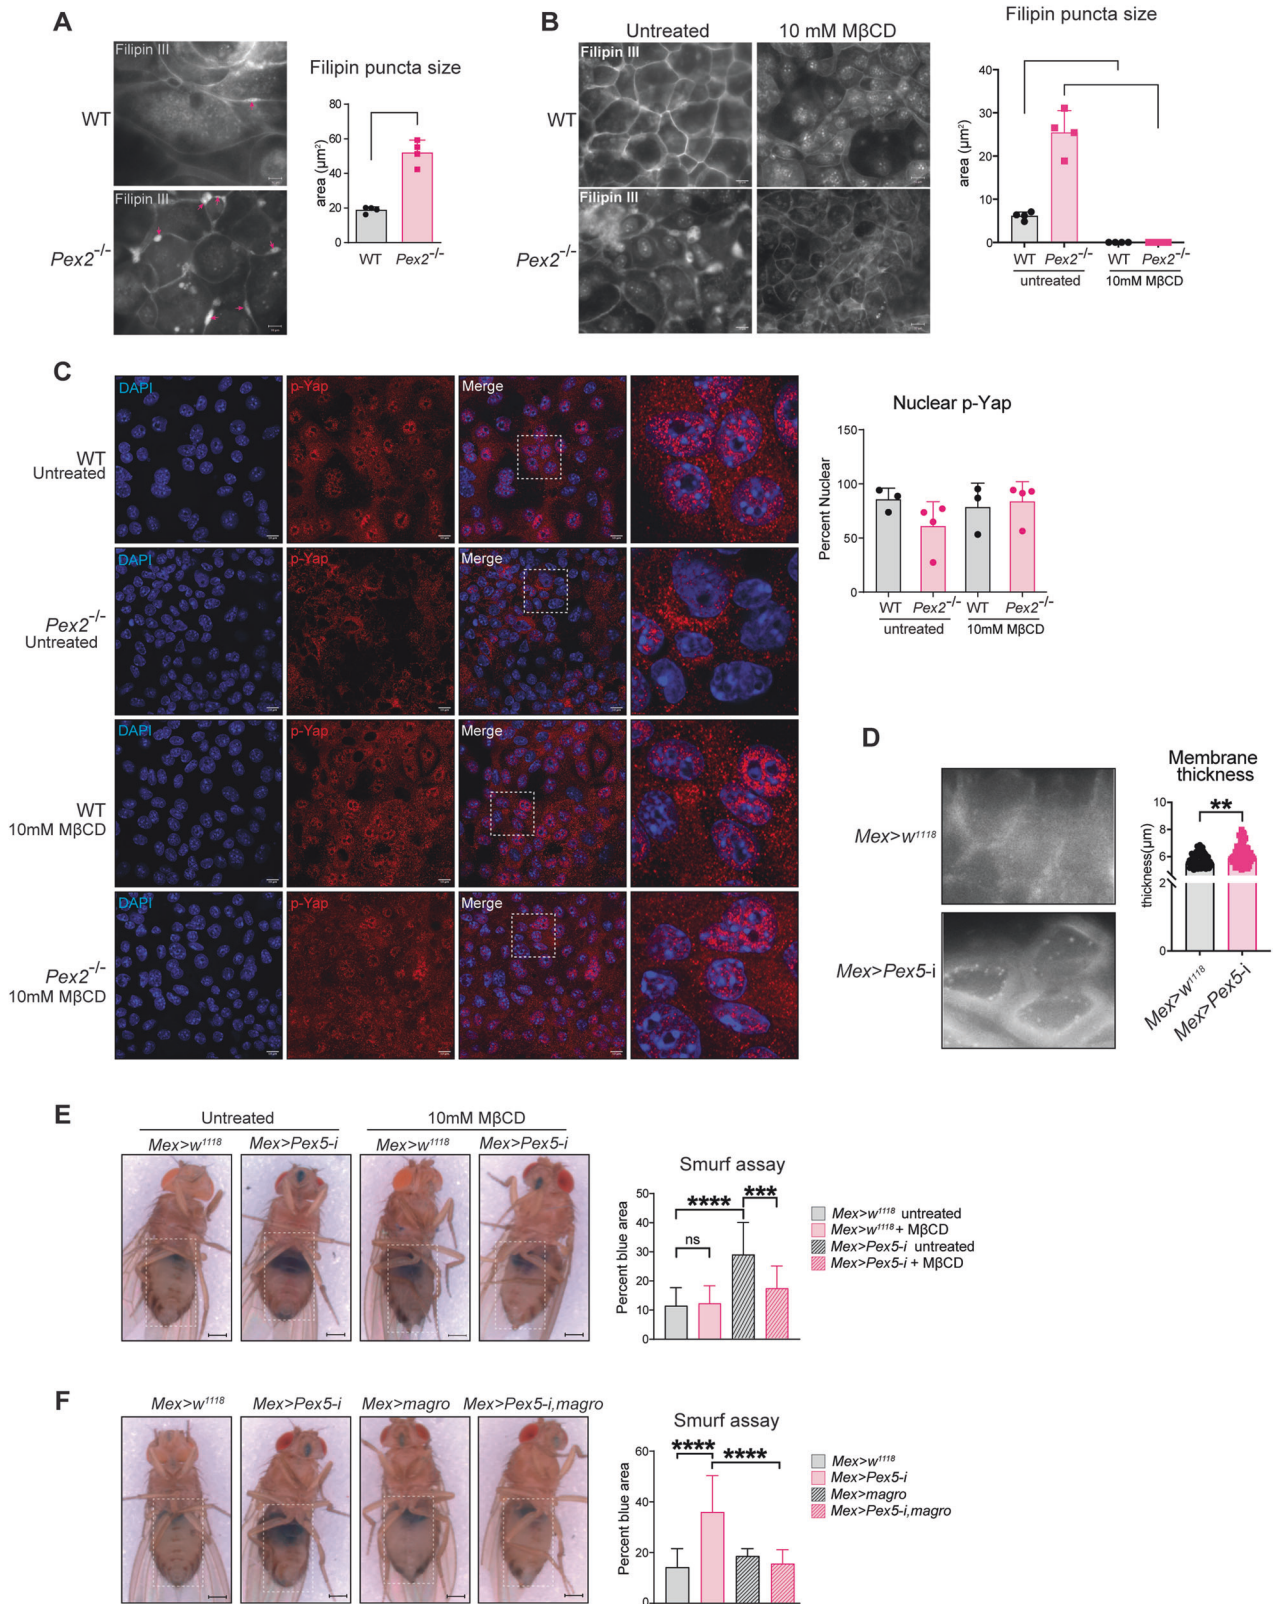 A
Filipin III
WT
Filipin III
Pex2⁻/⁻
Filipin puncta size
area (μm²)
80
60
40
20
0
WT
Pex2⁻/⁻
B
Untreated
10 mM MβCD
Filipin III
WT
Filipin III
Pex2⁻/⁻
Filipin puncta size
area (μm²)
40
30
20
10
0
WT Pex2⁻/⁻ WT Pex2⁻/⁻
untreated 10mM MβCD
C
DAPI p-Yap Merge
WT
Untreated
DAPI p-Yap Merge
Pex2⁻/⁻
Untreated
DAPI p-Yap Merge
WT
10mM MβCD
DAPI p-Yap Merge
Pex2⁻/⁻
10mM MβCD
Nuclear p-Yap
Percent Nuclear
150
100
50
0
WT Pex2⁻/⁻ WT Pex2⁻/⁻
untreated 10mM MβCD
D
Mex>w¹¹¹⁸
Mex>Pex5-i
Membrane
thickness
thickness(μm)
10
8
6
2
0
**
Mex>w¹¹¹⁸
Mex>Pex5-i
E
Untreated 10mM MβCD
Mex>w¹¹¹⁸ Mex>Pex5-i Mex>w¹¹¹⁸ Mex>Pex5-i
Smurf assay
Percent blue area
50
40
30
20
10
0
ns
****
***
Mex>w¹¹¹⁸ untreated
Mex>w¹¹¹⁸ + MβCD
Mex>Pex5-i untreated
Mex>Pex5-i + MβCD
F
Mex>w¹¹¹⁸ Mex>Pex5-i Mex>magro Mex>Pex5-i,magro
Smurf assay
Percent blue area
60
40
20
0
****
****
Mex>w¹¹¹⁸
Mex>Pex5-i
Mex>magro
Mex>Pex5-i,magro